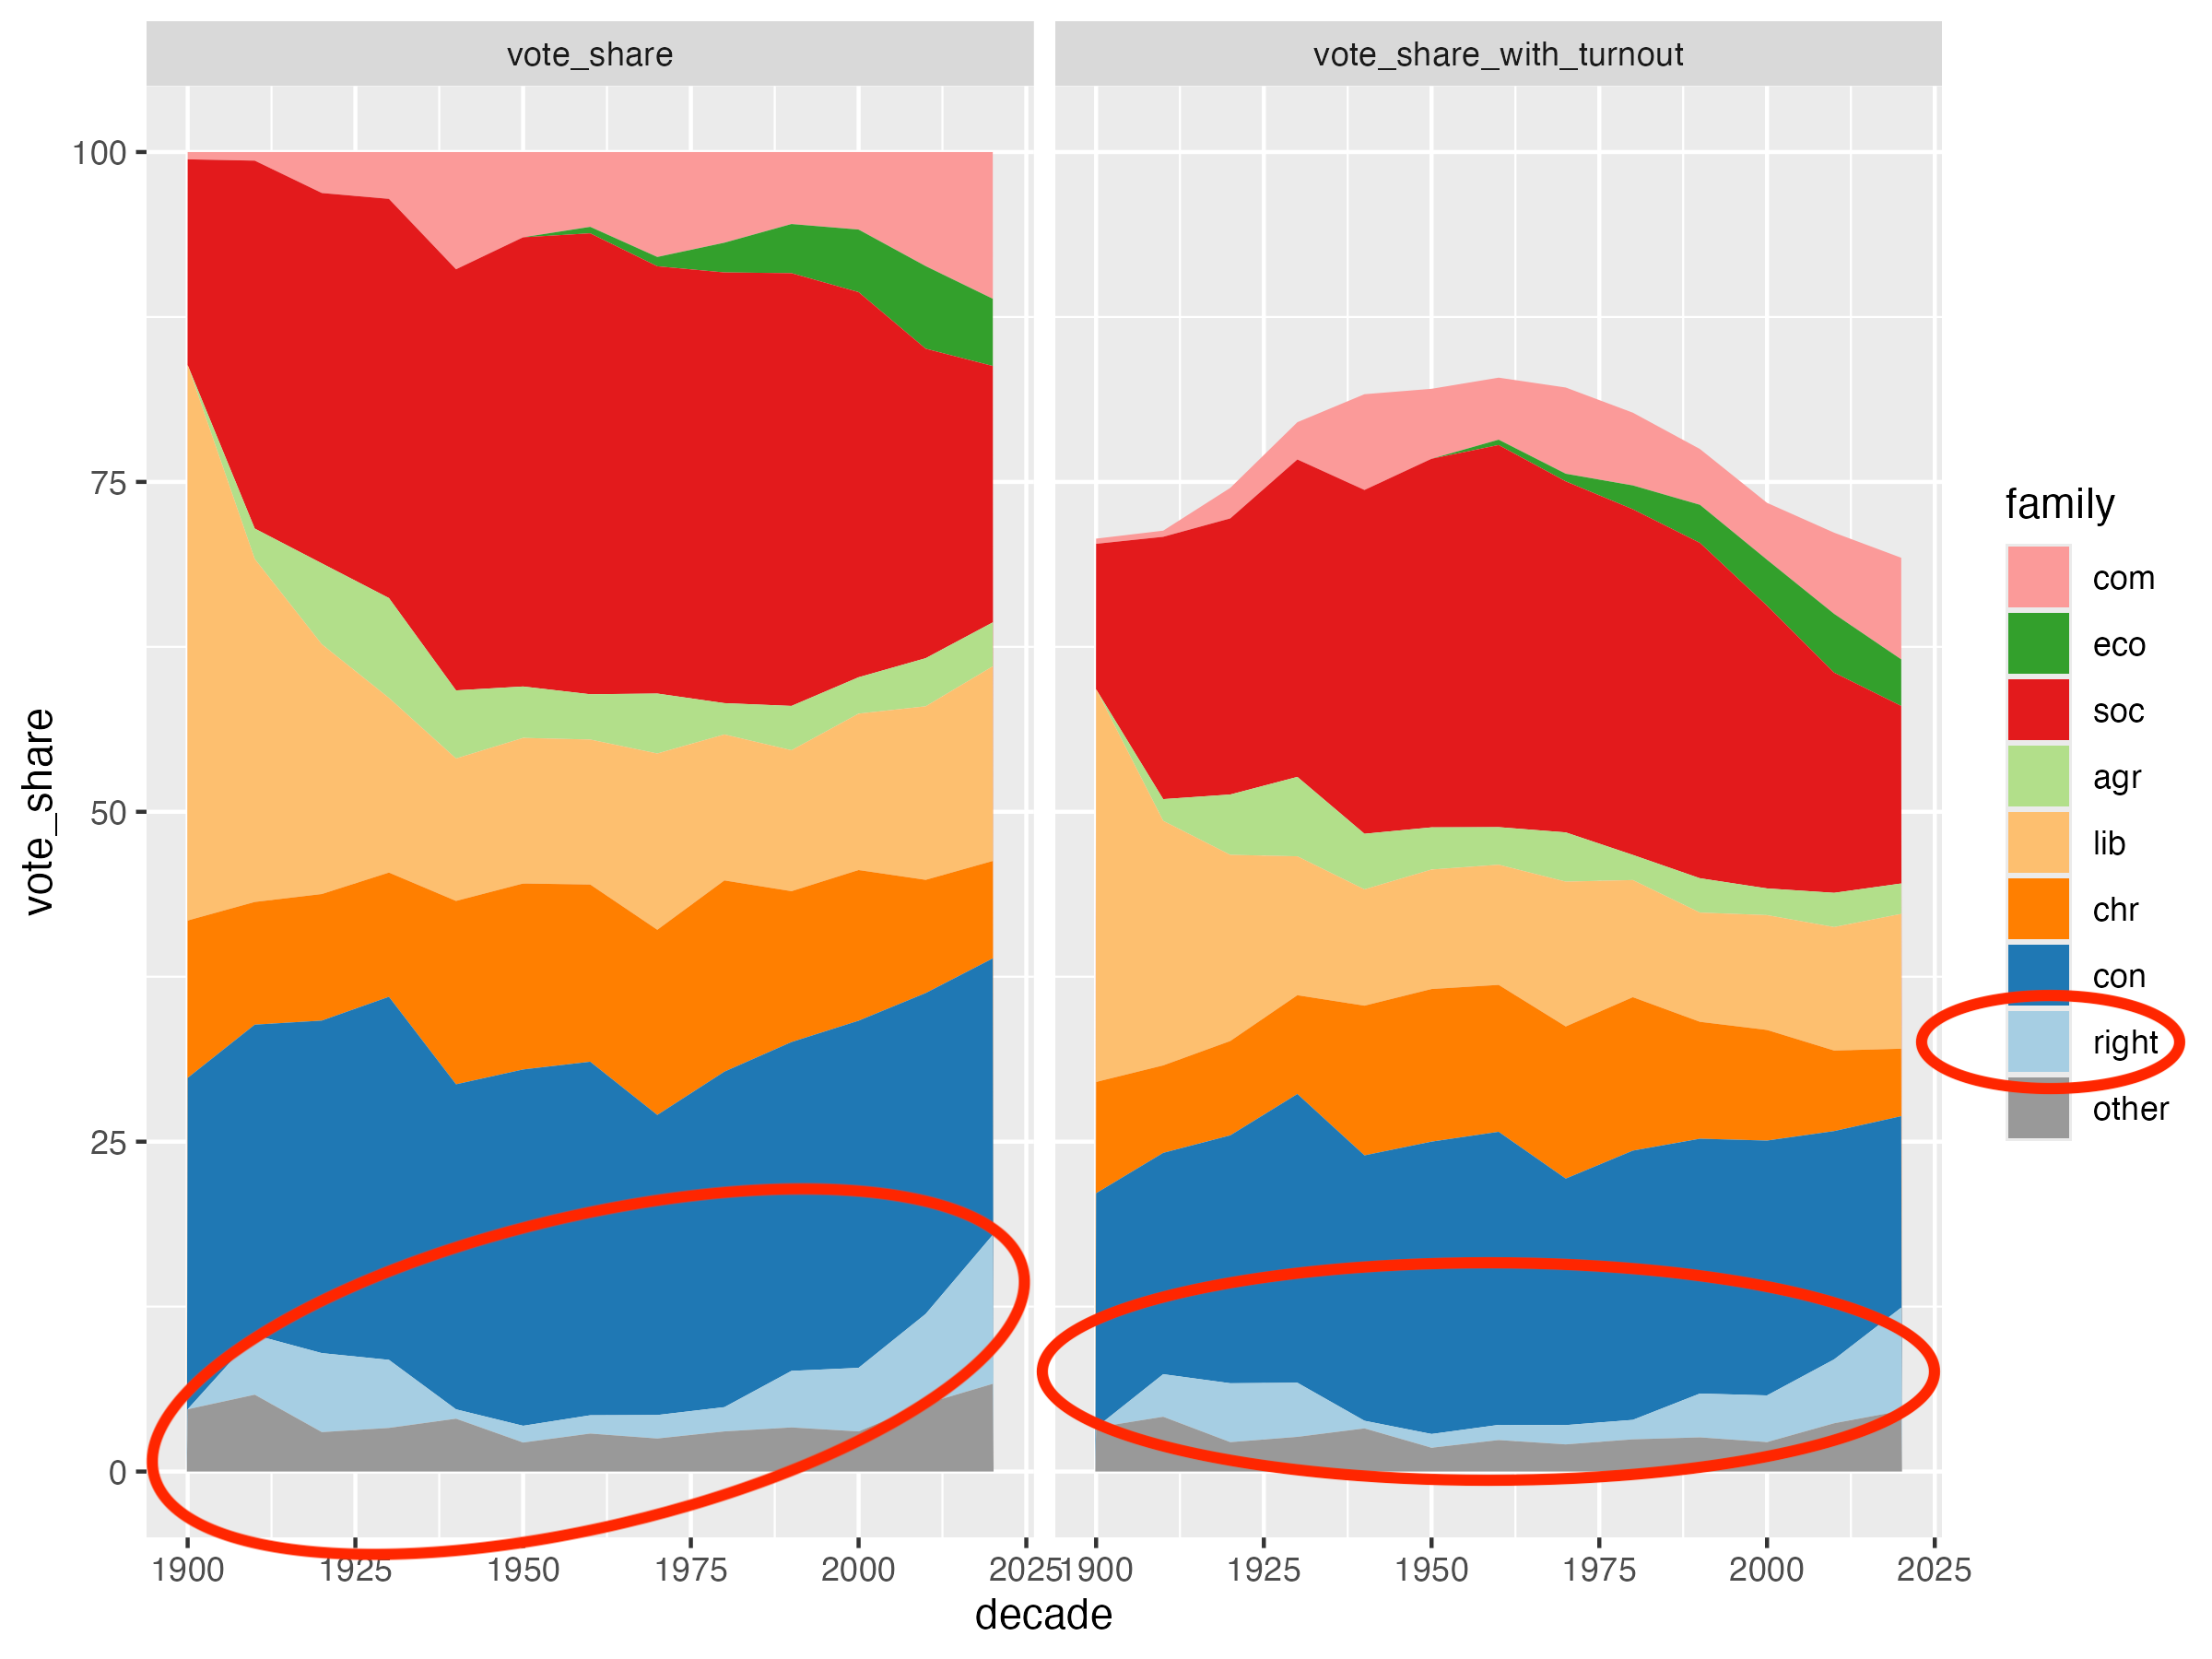 vote_share
vote_share_with_turnout
100
75
50
25
0
vote_share
1900
1925
1950
1975
2000
2025
1900
1925
1950
1975
2000
2025
decade
family
com
eco
soc
agr
lib
chr
con
right
other